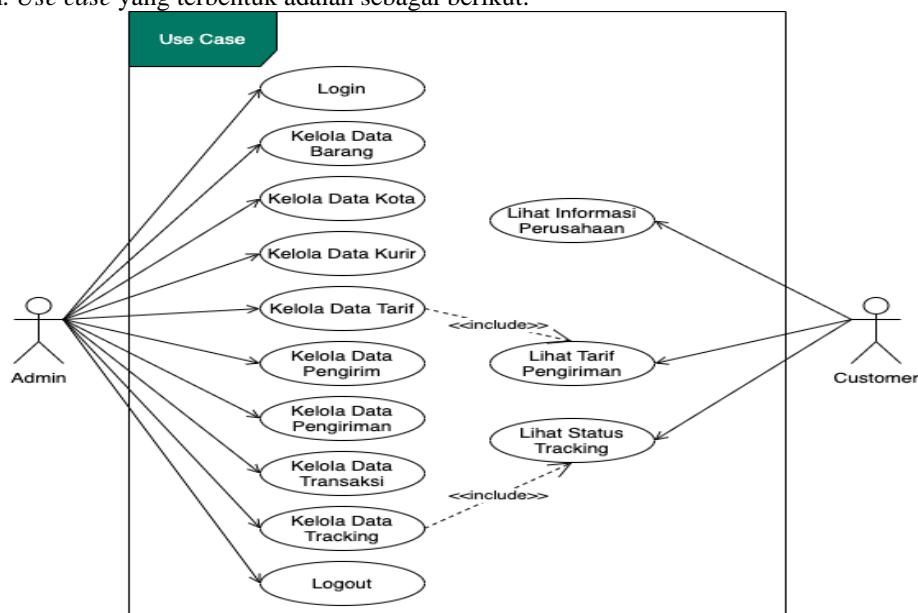 . Use case yang terbentuk adalah sebagai berikut:
Use Case
Login
Kelola Data
Barang
Kelola Data Kota
Kelola Data Kurir
Kelola Data Tarif
Kelola Data
Pengirim
Kelola Data
Pengiriman
Kelola Data
Transaksi
Kelola Data
Tracking
Logout
Lihat Informasi
Perusahaan
<<include>>
Lihat Tarif
Pengiriman
Lihat Status
Tracking
<<include>>
Admin
Customer